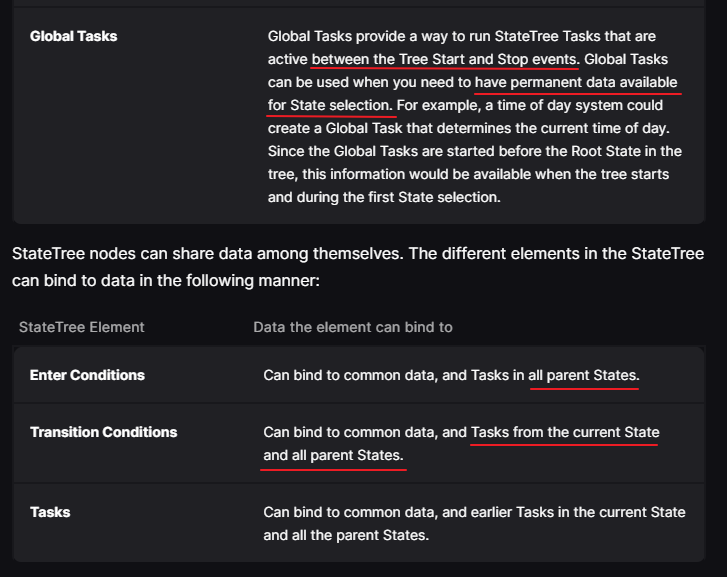 Global Tasks
Global Tasks provide a way to run StateTree Tasks that are
active between the Tree Start and Stop events. Global Tasks
can be used when you need to have permanent data available
for State selection. For example, a time of day system could
create a Global Task that determines the current time of day.
Since the Global Tasks are started before the Root State in the
tree, this information would be available when the tree starts
and during the first State selection.
StateTree nodes can share data among themselves. The different elements in the StateTree
can bind to data in the following manner:
StateTree Element
Data the element can bind to
Enter Conditions
Can bind to common data, and Tasks in all parent States.
Transition Conditions
Can bind to common data, and Tasks from the current State
and all parent States.
Tasks
Can bind to common data, and earlier Tasks in the current State
and all the parent States.